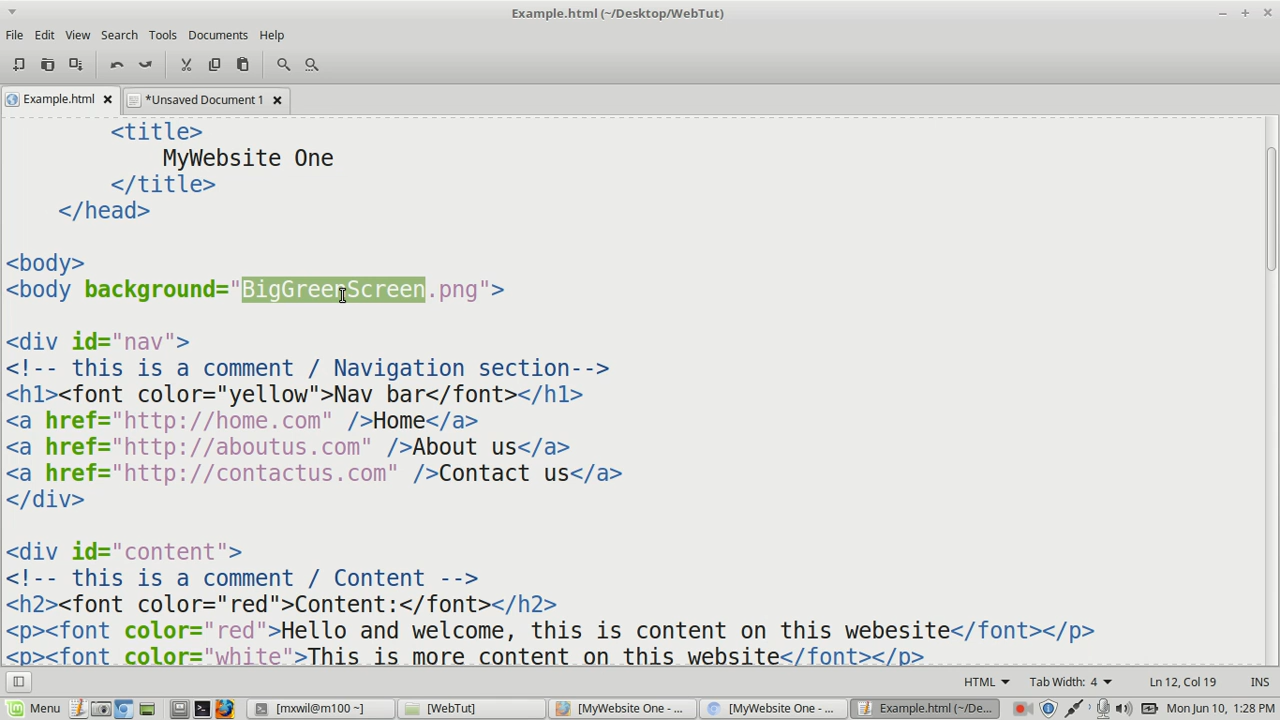 Example.html (~/Desktop/WebTut)
File Edit View Search Tools Documents Help
Example.html *Unsaved Document 1
<title>
MyWebsite One
</title>
</head>
<body>
<body background="BigGreenScreen.png">
<div id="nav">
<!-- this is a comment / Navigation section-->
<h1><font color="yellow">Nav bar</font></h1>
<a href="http://home.com" />Home</a>
<a href="http://aboutus.com" />About us</a>
<a href="http://contactus.com" />Contact us</a>
</div>
<div id="content">
<!-- this is a comment / Content -->
<h2><font color="red">Content:</font></h2>
<p><font color="red">Hello and welcome, this is content on this webesite</font></p>
<p><font color="white">This is more content on this website</font></p>
HTML Tab Width: 4 Ln 12, Col 19 INS
Menu [mxwil@m100 ~] [WebTut] [MyWebsite One - ... [MyWebsite One - ... Example.html (~/De... Mon Jun 10, 1:28 PM